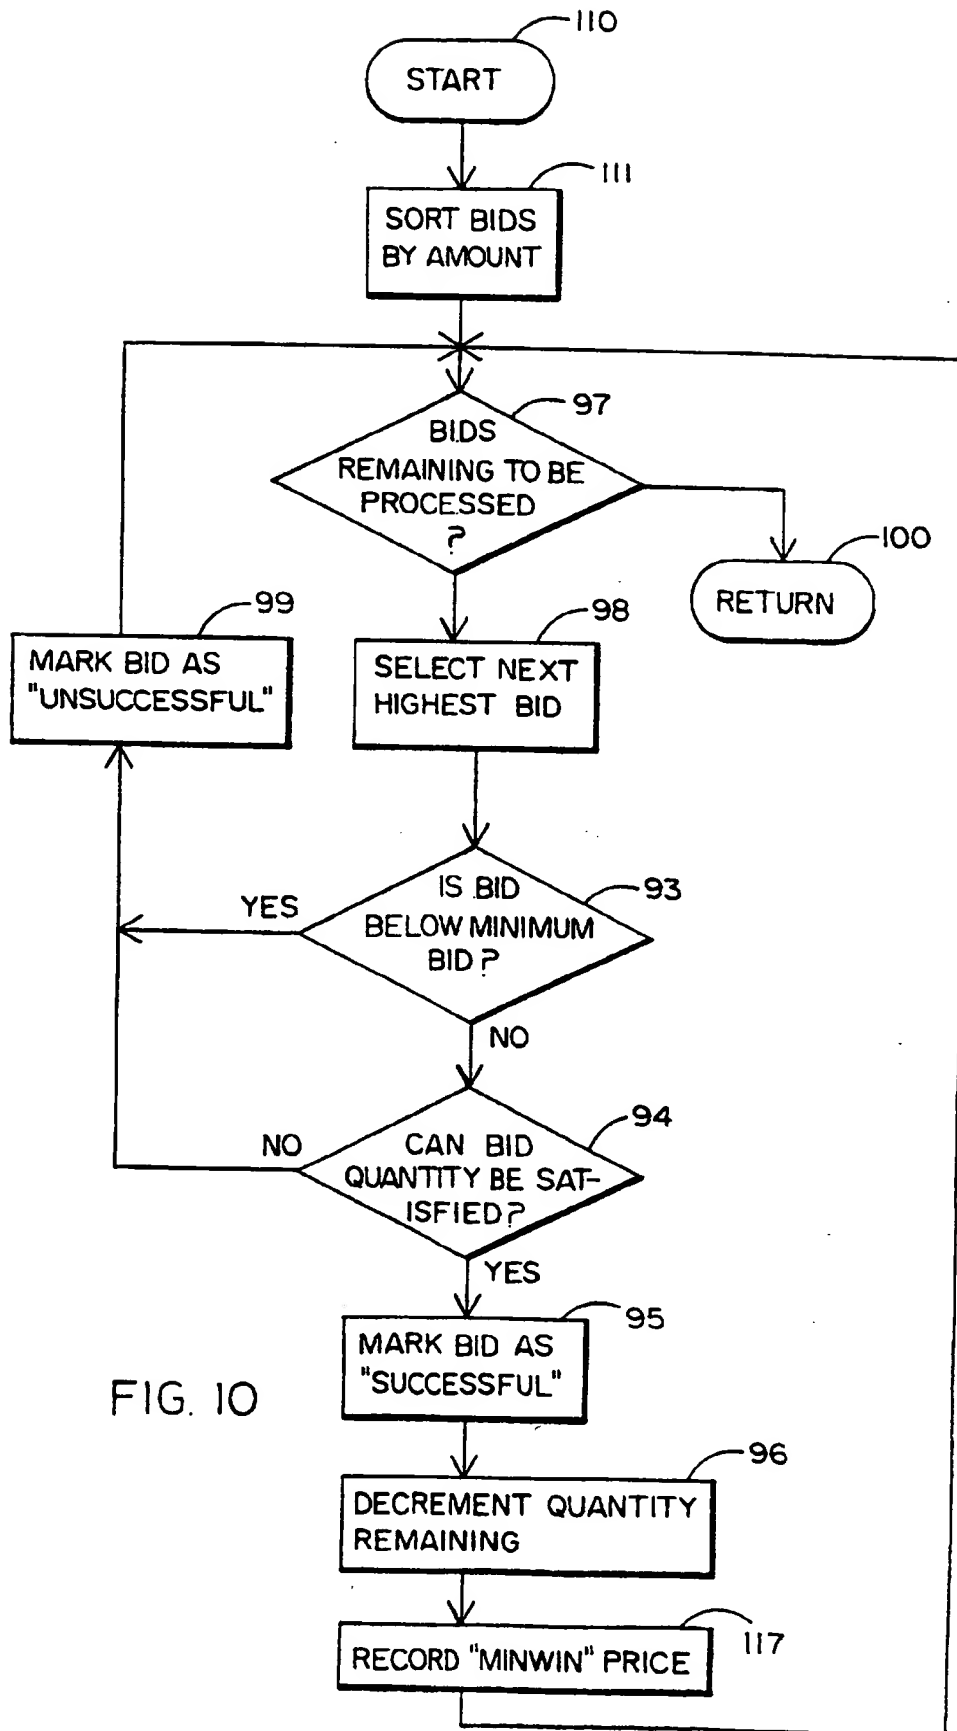 110
START
111
SORT BIDS
BY AMOUNT
97
BIDS
REMAINING TO BE
PROCESSED
?
100
RETURN
99
MARK BID AS
"UNSUCCESSFUL"
98
SELECT NEXT
HIGHEST BID
93
IS BID
BELOW MINIMUM
BID?
YES
NO
94
CAN BID
QUANTITY BE SAT-
ISFIED?
NO
YES
95
MARK BID AS
"SUCCESSFUL"
FIG. 10
96
DECREMENT QUANTITY
REMAINING
117
RECORD "MINWIN" PRICE